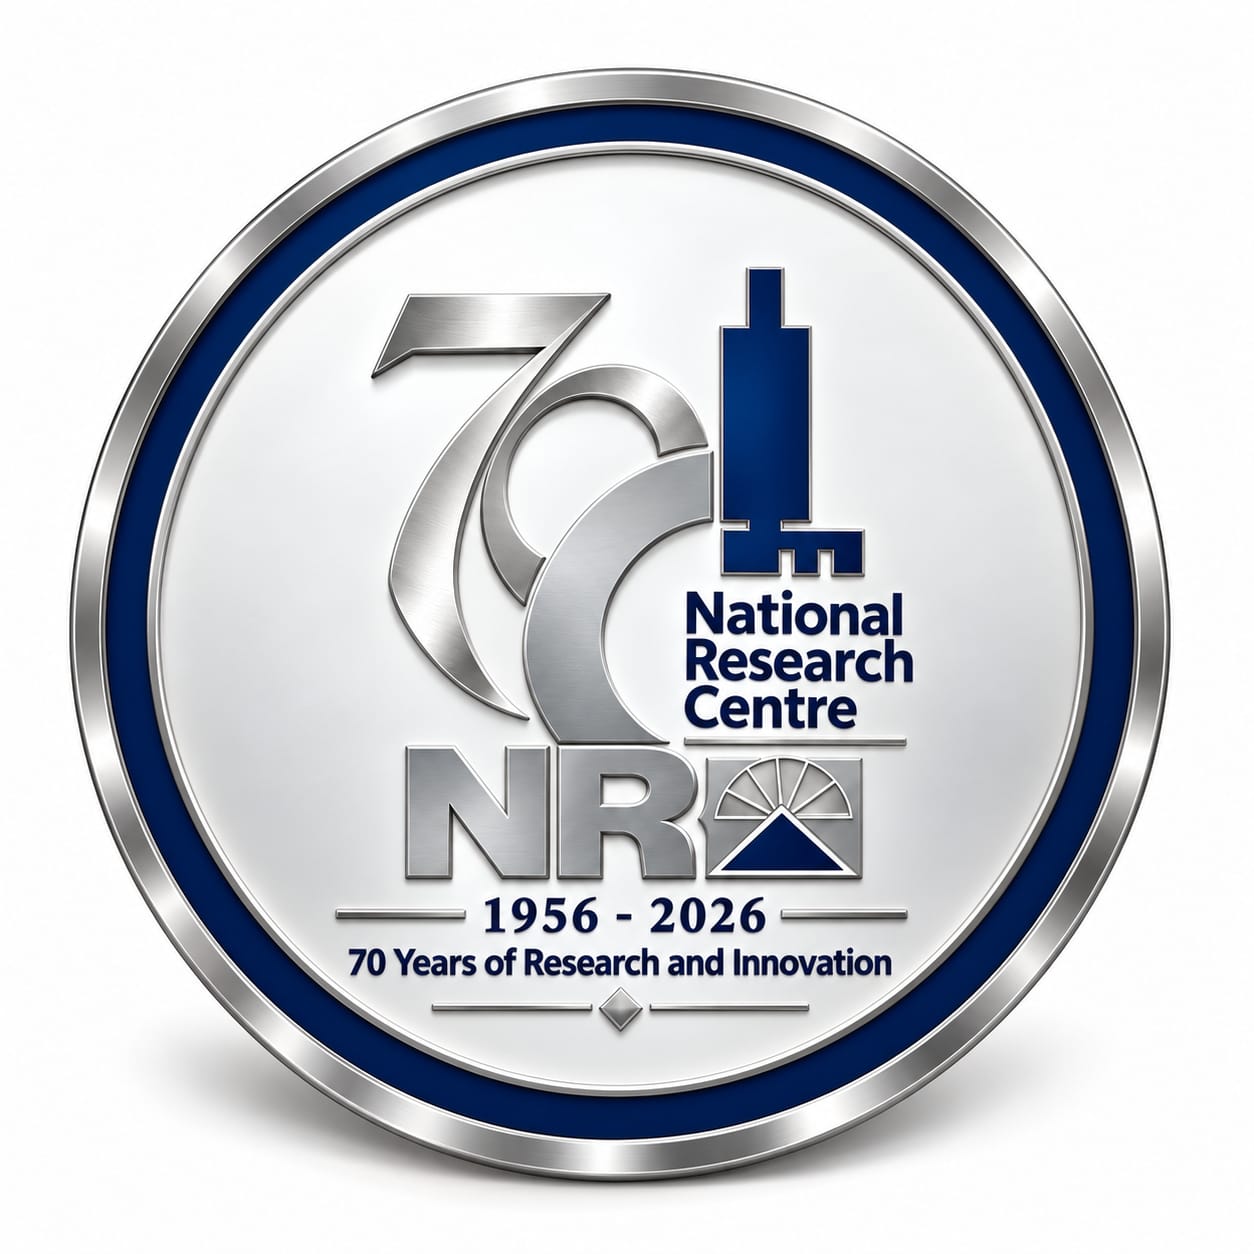 70
National
Research
Centre
NR
1956 - 2026
70 Years of Research and Innovation